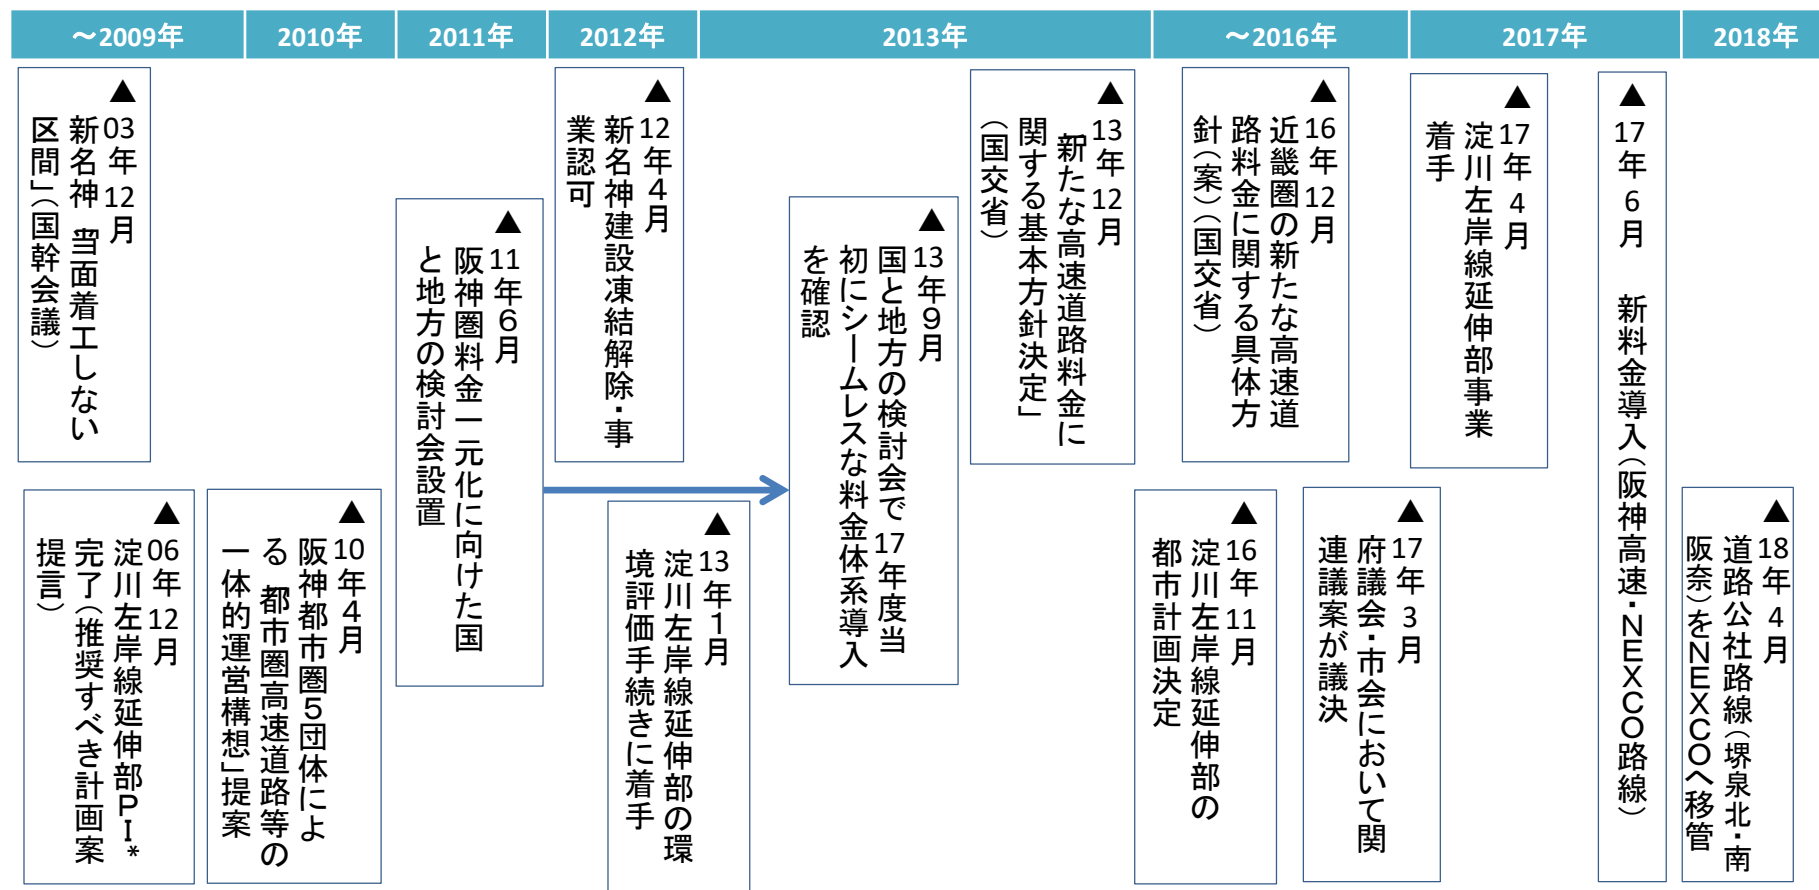 ～2009年
2010年
2011年
2012年
2013年
～2016年
2017年
2018年
▲
03年12月
新名神「当面着工しない
区間」（国幹会議）
▲
06年12月
淀川左岸線延伸部ＰＩ*
完了（推奨すべき計画案
提言）
▲
10年４月
阪神都市圏５団体によ
る「都市圏高速道路等の
一体的運営構想」提案
▲
11年６月
阪神圏料金一元化に向けた国
と地方の検討会設置
▲
12年４月
新名神建設凍結解除・事
業認可
▲
13年１月
淀川左岸線延伸部の環
境評価手続きに着手
▲
13年９月
国と地方の検討会で17年度当
初にシームレスな料金体系導入
を確認
▲
13年12月
「新たな高速道路料金に
関する基本方針決定」
（国交省）
▲
16年12月
近畿圏の新たな高速道
路料金に関する具体方
針（案）（国交省）
▲
16年11月
淀川左岸線延伸部の
都市計画決定
▲
17年3月
府議会・市会において関
連議案が議決
▲
17年4月
淀川左岸線延伸部事業
着手
▲
17年6月　新料金導入（阪神高速・ＮＥＸＣＯ路線）
▲
18年4月
道路公社路線（堺泉北・南
阪奈）をＮＥＸＣＯへ移管